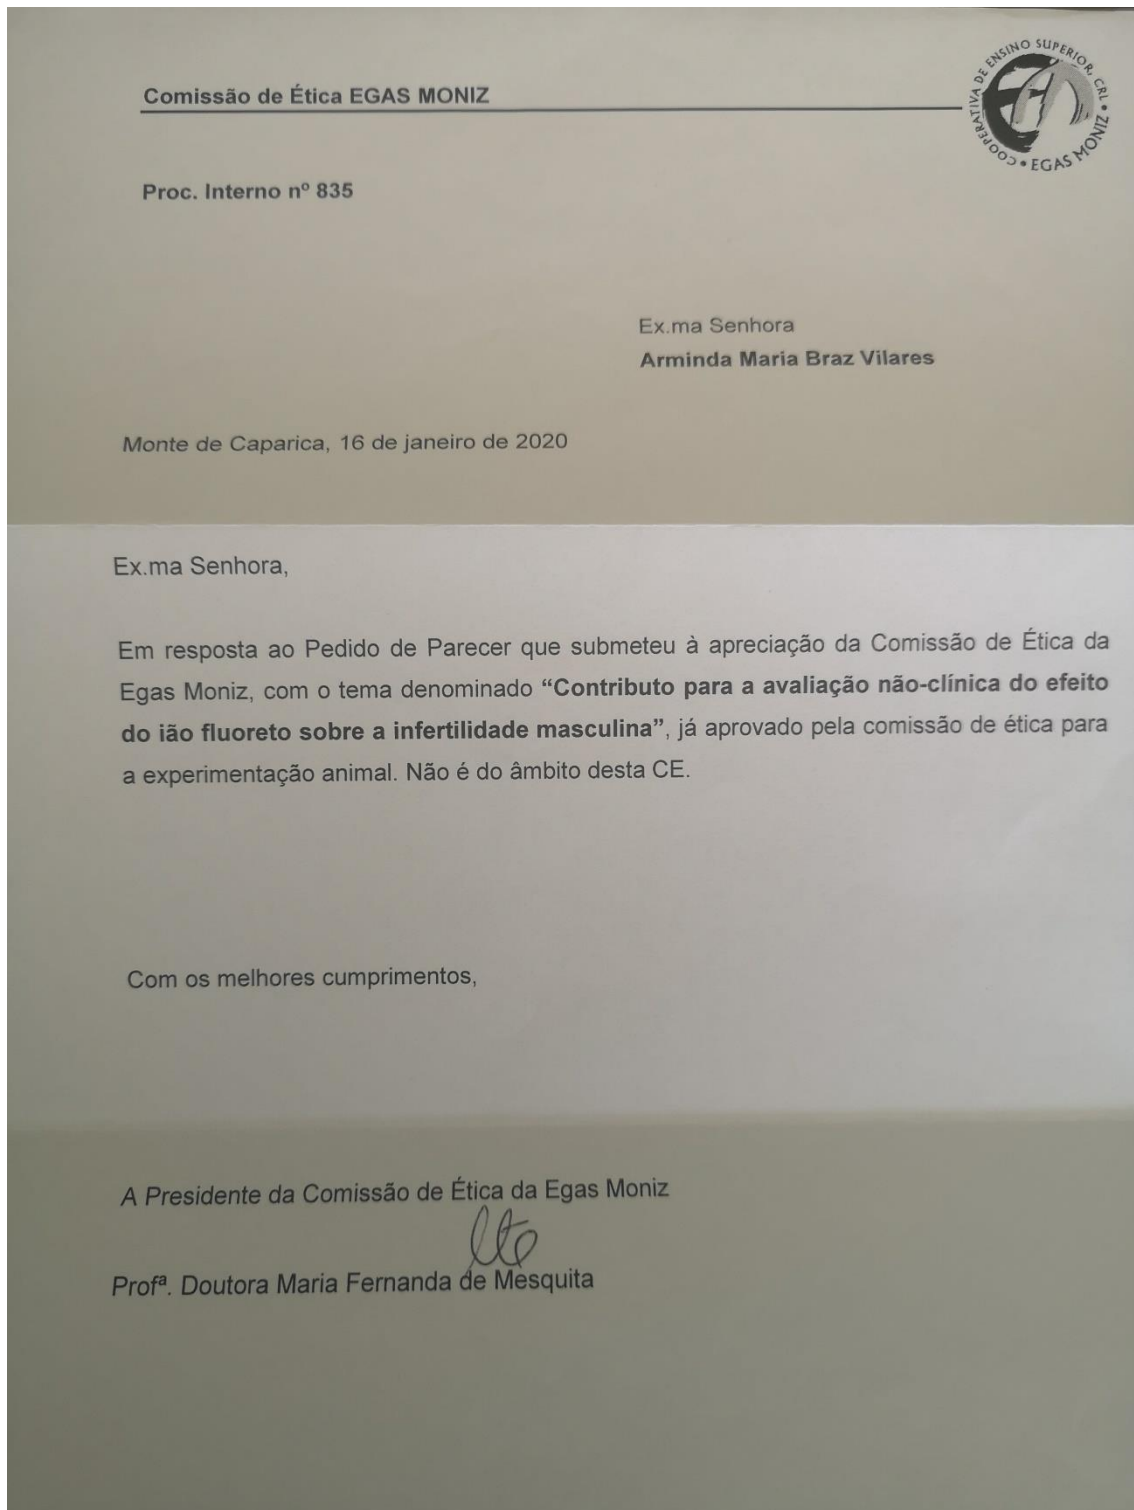 Comissão de Ética EGAS MONIZ
COOPERATIVA DE ENSINO SUPERIOR, CRL • EGAS MONIZ •
Proc. Interno nº 835
Ex.ma Senhora
Arminda Maria Braz Vilares
Monte de Caparica, 16 de janeiro de 2020
Ex.ma Senhora,
Em resposta ao Pedido de Parecer que submeteu à apreciação da Comissão de Ética da
Egas Moniz, com o tema denominado “Contributo para a avaliação não-clínica do efeito
do ião fluoreto sobre a infertilidade masculina”, já aprovado pela comissão de ética para
a experimentação animal. Não é do âmbito desta CE.
Com os melhores cumprimentos,
A Presidente da Comissão de Ética da Egas Moniz
Profª. Doutora Maria Fernanda de Mesquita